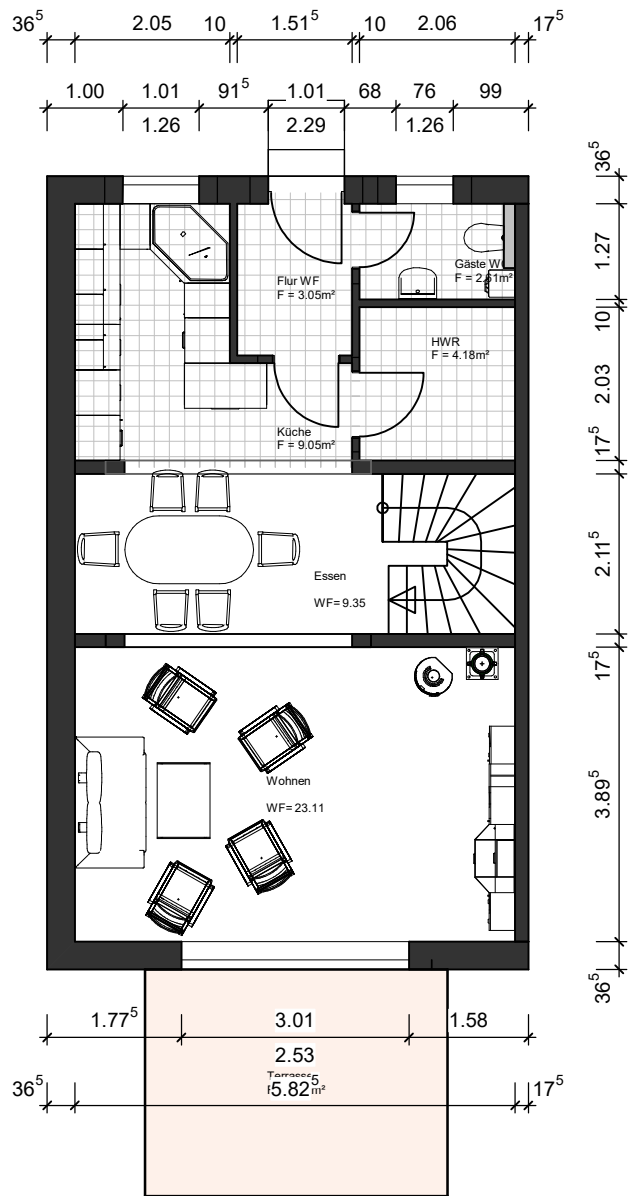 36⁵ 2.05 10 1.51⁵ 10 2.06 17⁵
1.00 1.01 91⁵ 1.01 68 76 99
1.26 2.29 1.26
36⁵
1.27
10
2.03
17⁵
2.11⁵
17⁵
3.89⁵
36⁵
Flur WF
F = 3.05m²
Gäste
F = 2.61m²
HWR
F = 4.18m²
Küche
F = 9.05m²
Essen
WF= 9.35
Wohnen
WF= 23.11
1.77⁵ 3.01 1.58
2.53
Terrasse
m²
36⁵ 5.82⁵ 17⁵